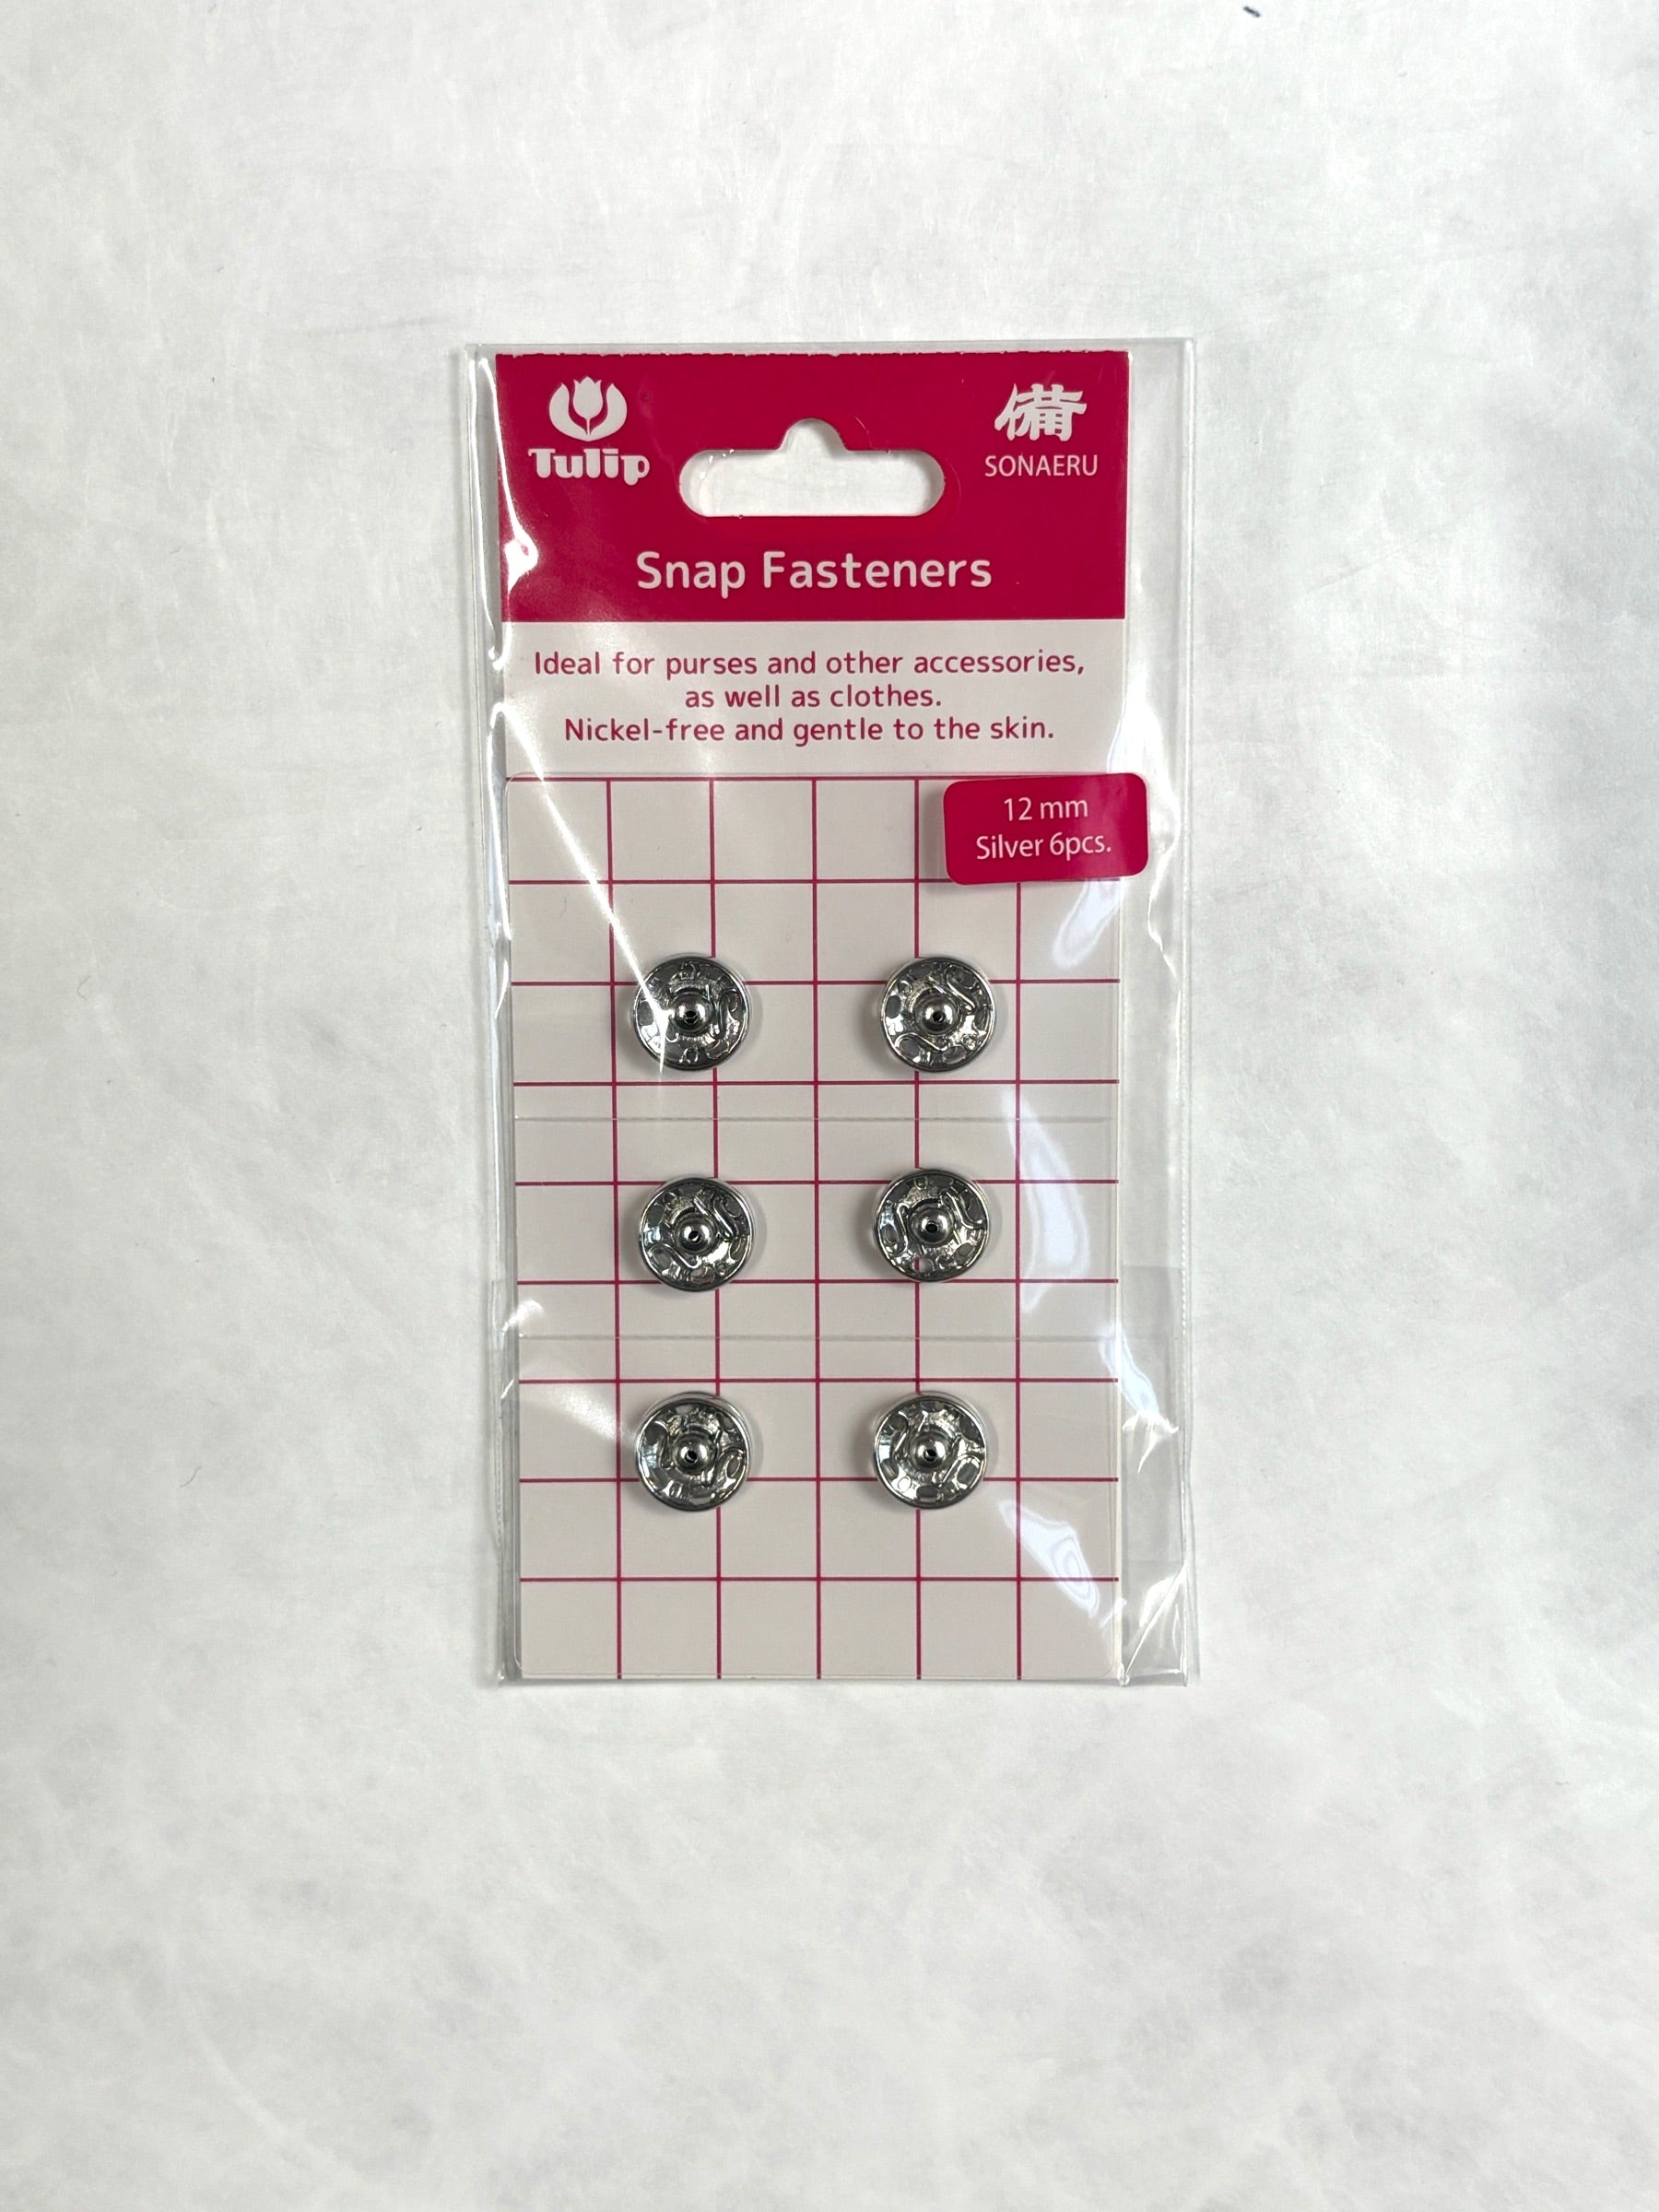 Tulip
備
SONAERU
Snap Fasteners
Ideal for purses and other accessories,
as well as clothes.
Nickel-free and gentle to the skin.
12 mm
Silver 6pcs.